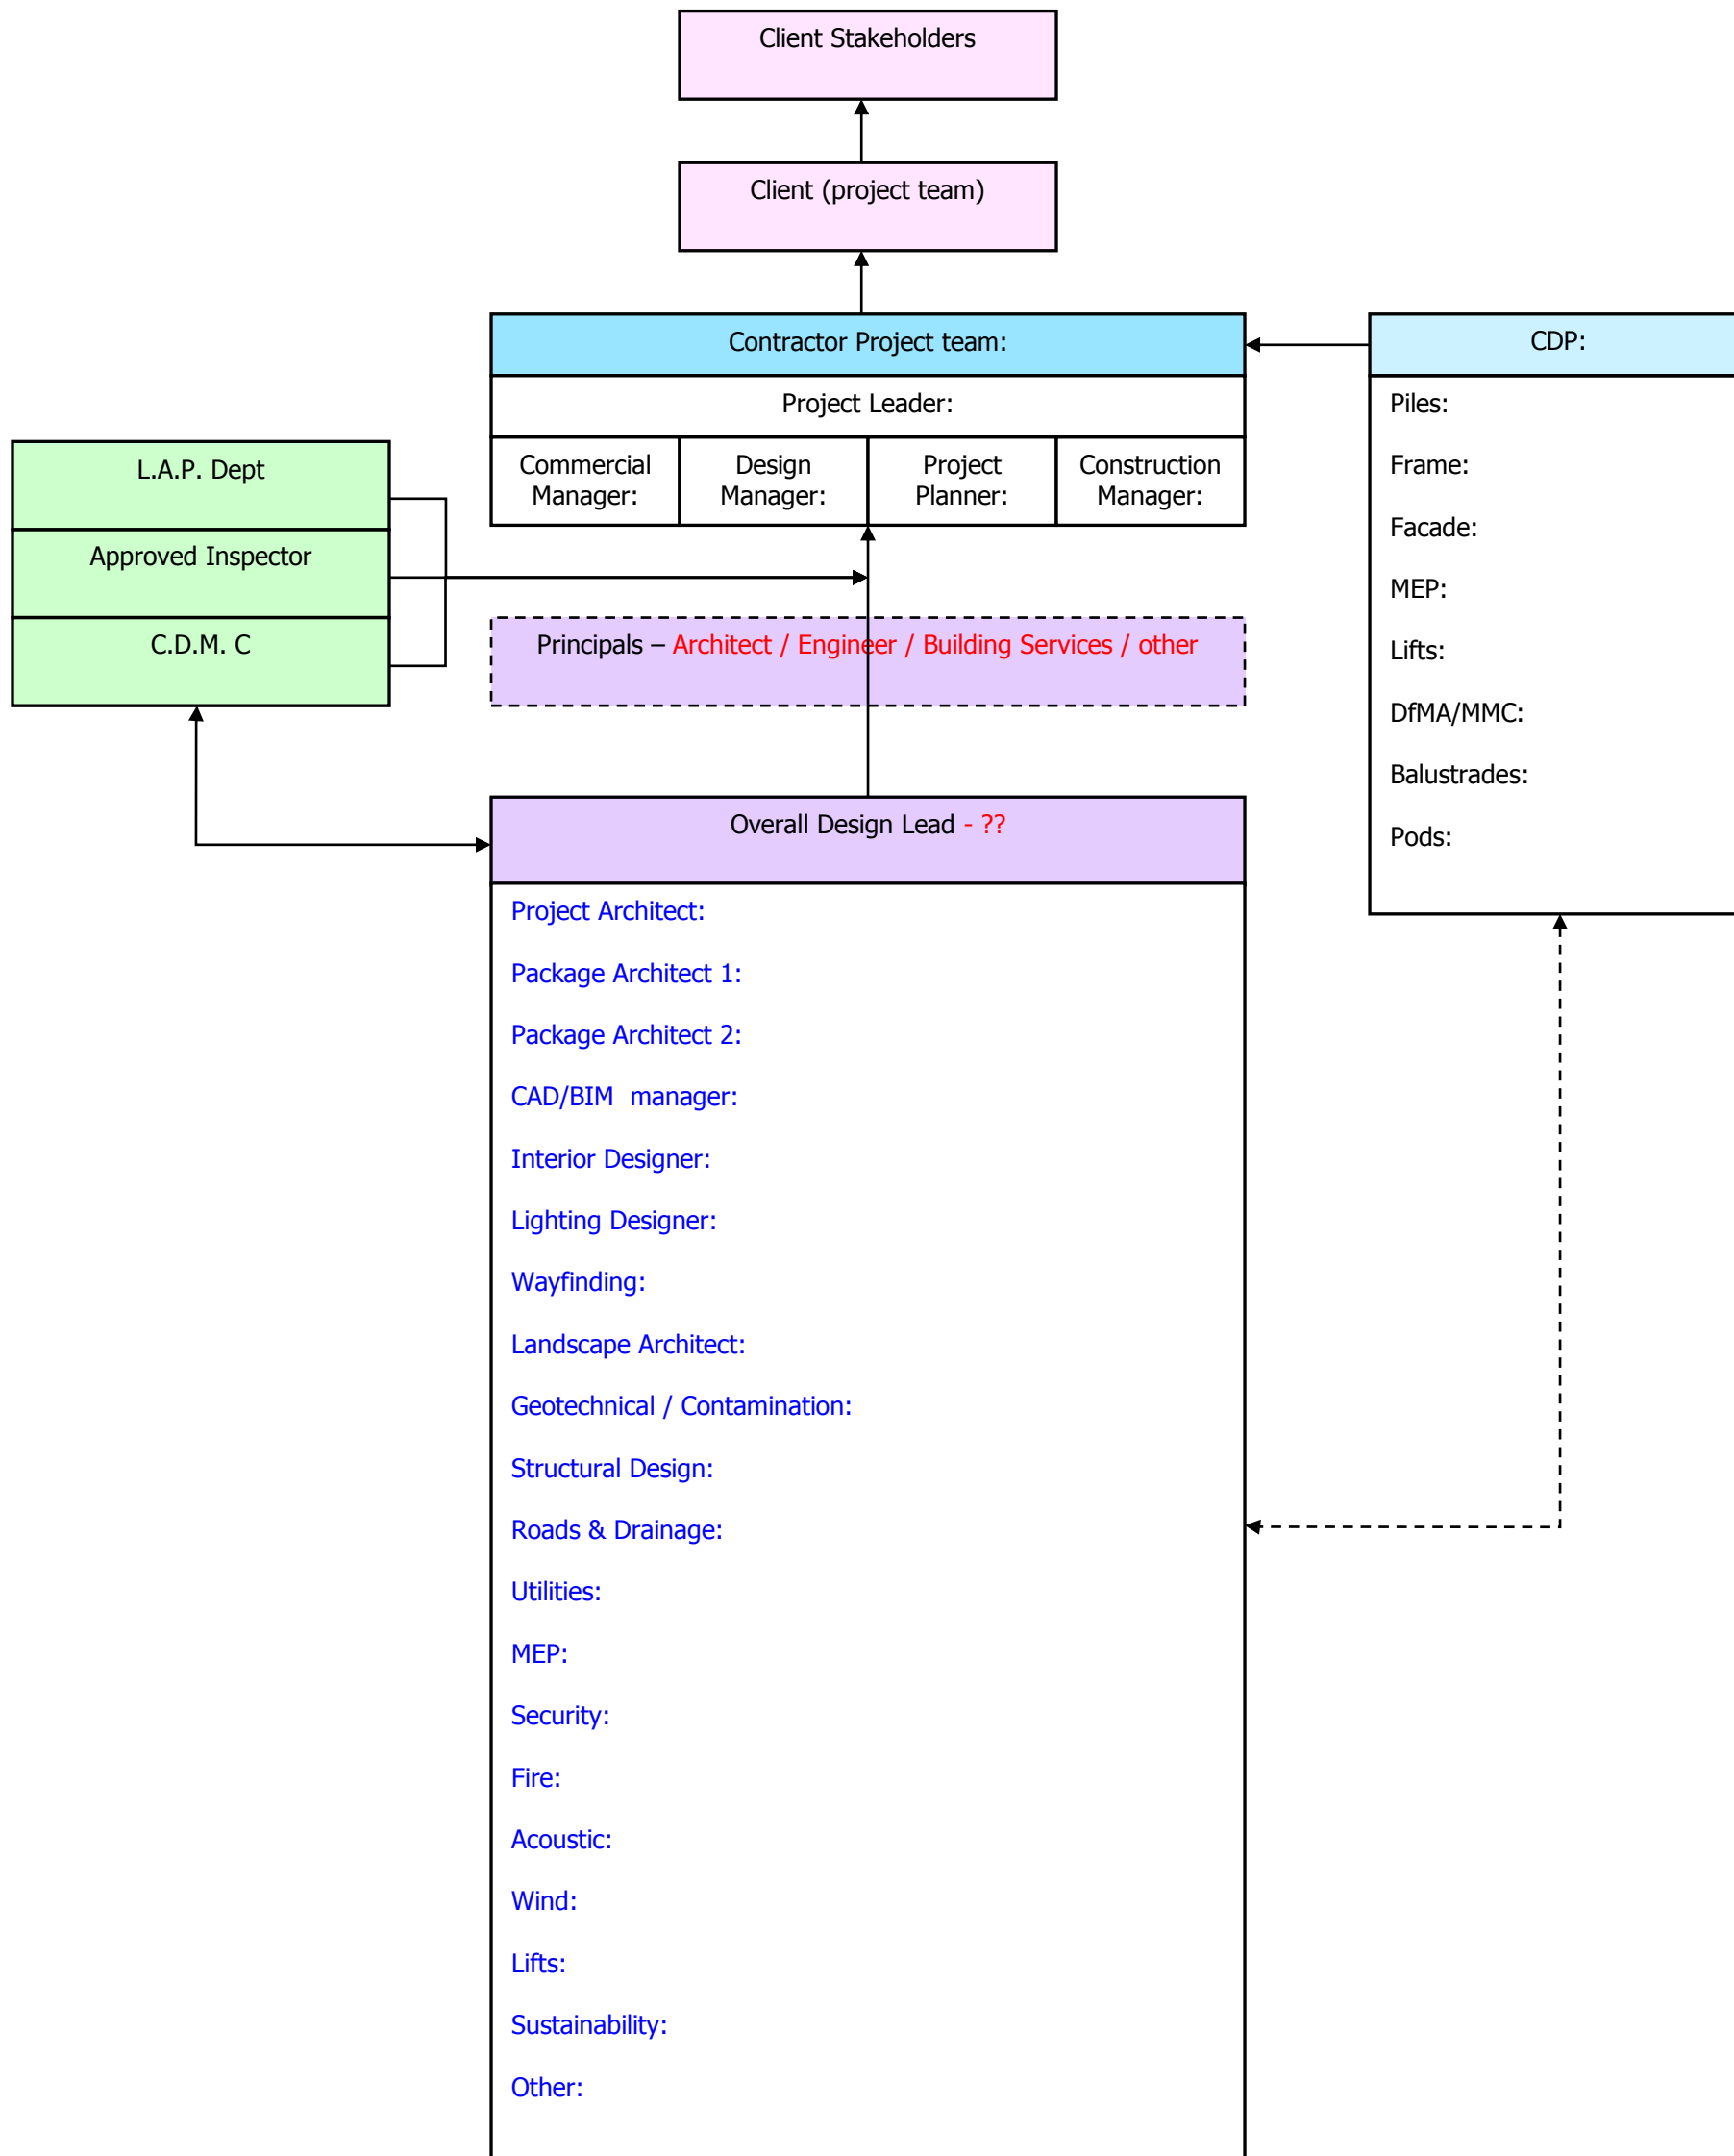 Client Stakeholders
Client (project team)
Contractor Project team:
Project Leader:
Commercial
Manager:
Design
Manager:
Project
Planner:
Construction
Manager:
CDP:
Piles:
Frame:
Facade:
MEP:
Lifts:
DfMA/MMC:
Balustrades:
Pods:
L.A.P. Dept
Approved Inspector
C.D.M. C
Principals – Architect / Engineer / Building Services / other
Overall Design Lead - ??
Project Architect:
Package Architect 1:
Package Architect 2:
CAD/BIM  manager:
Interior Designer:
Lighting Designer:
Wayfinding:
Landscape Architect:
Geotechnical / Contamination:
Structural Design:
Roads & Drainage:
Utilities:
MEP:
Security:
Fire:
Acoustic:
Wind:
Lifts:
Sustainability:
Other: